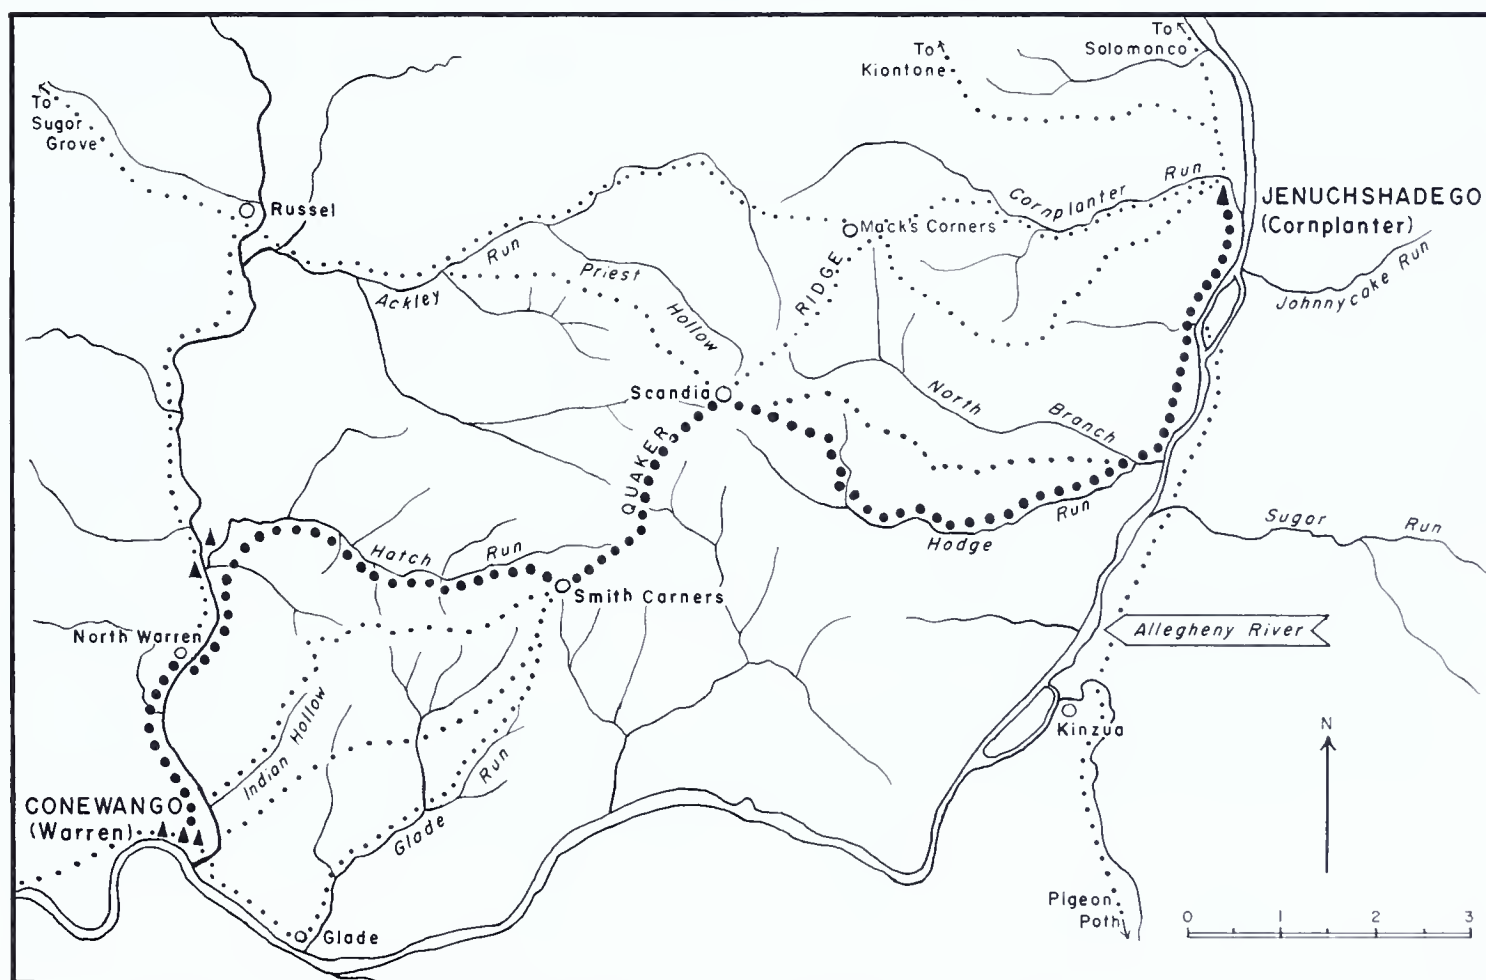 To
Solomonco
To
Kiontone
To
Sugor
Grove
Russel
Run
Priest
Hollow
Ackley
Mack's Corners
Cornplanter Run
JENUCHSHADEGO
(Cornplanter)
Johnnycake Run
QUAKER RIDGE
Scandia
North Branch
Hodge Run
Sugar Run
Hatch Run
Smith Carners
North Warren
Allegheny River
Indian Hollow
Glade Run
Kinzua
N
CONEWANGO
(Warren)
Glade
Pigeon
Poth
0 1 2 3